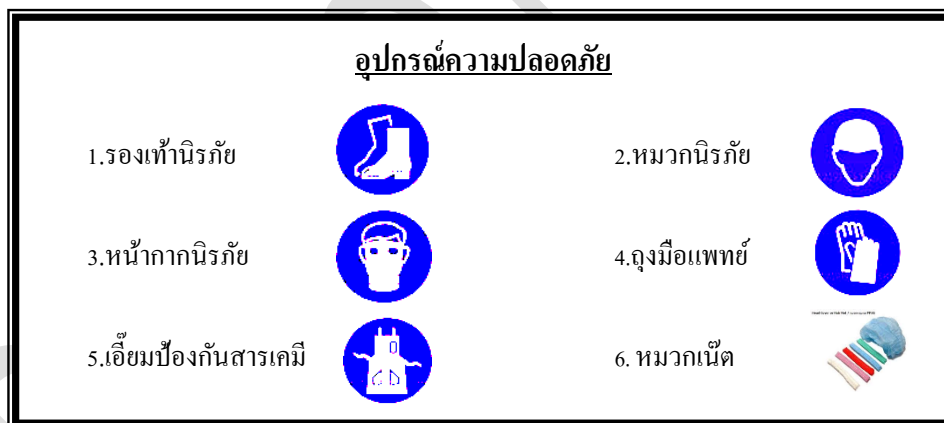 อุปกรณ์ความปลอดภัย
1.รองเท้านิรภัย 2.หมวกนิรภัย
3.หน้ากากนิรภัย 4.ถุงมือแพทย์
5.เอี๊ยมป้องกันสารเคมี 6. หมวกเน๊ต